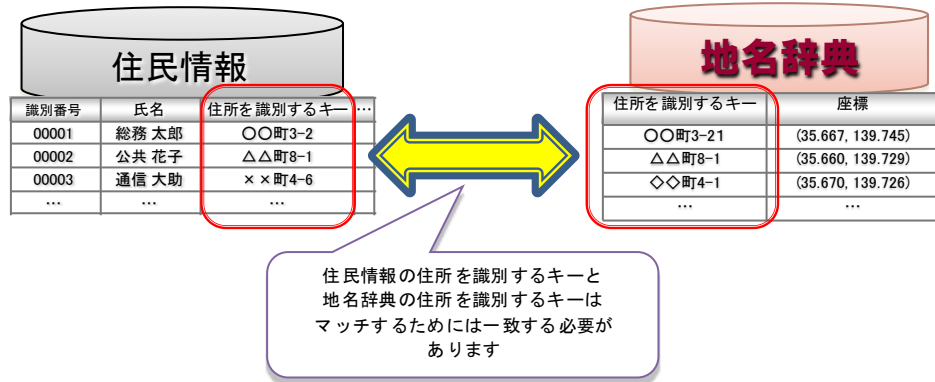 住民情報
地名辞典
識別番号 氏名 住所を識別するキー …
00001 総務 太郎 〇〇町3-2
00002 公共 花子 △△町8-1
00003 通信 大助 ××町4-6
… … …
住所を識別するキー 座標
〇〇町3-21 (35.667, 139.745)
△△町8-1 (35.660, 139.729)
◇◇町4-1 (35.670, 139.726)
… …
住民情報の住所を識別するキーと
地名辞典の住所を識別するキーは
マッチするためには一致する必要が
あります